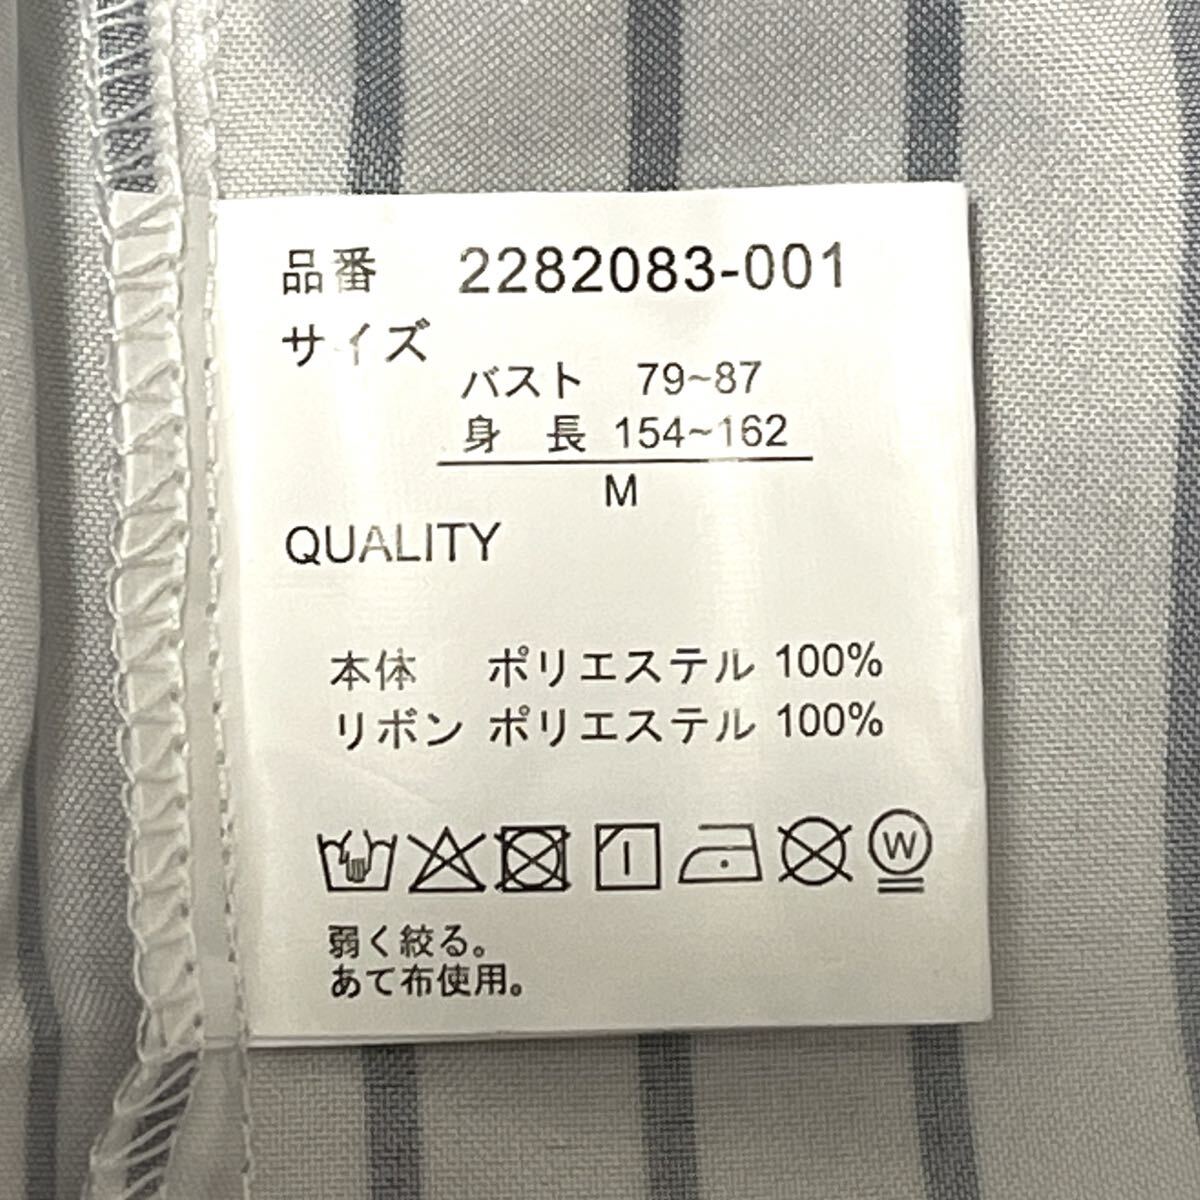 品番 2282083-001
サイズ
バスト 79~87
身 長 154~162
M
QUALITY
本体 ポリエステル 100%
リボン ポリエステル 100%
W
弱く絞る。
あて布使用。